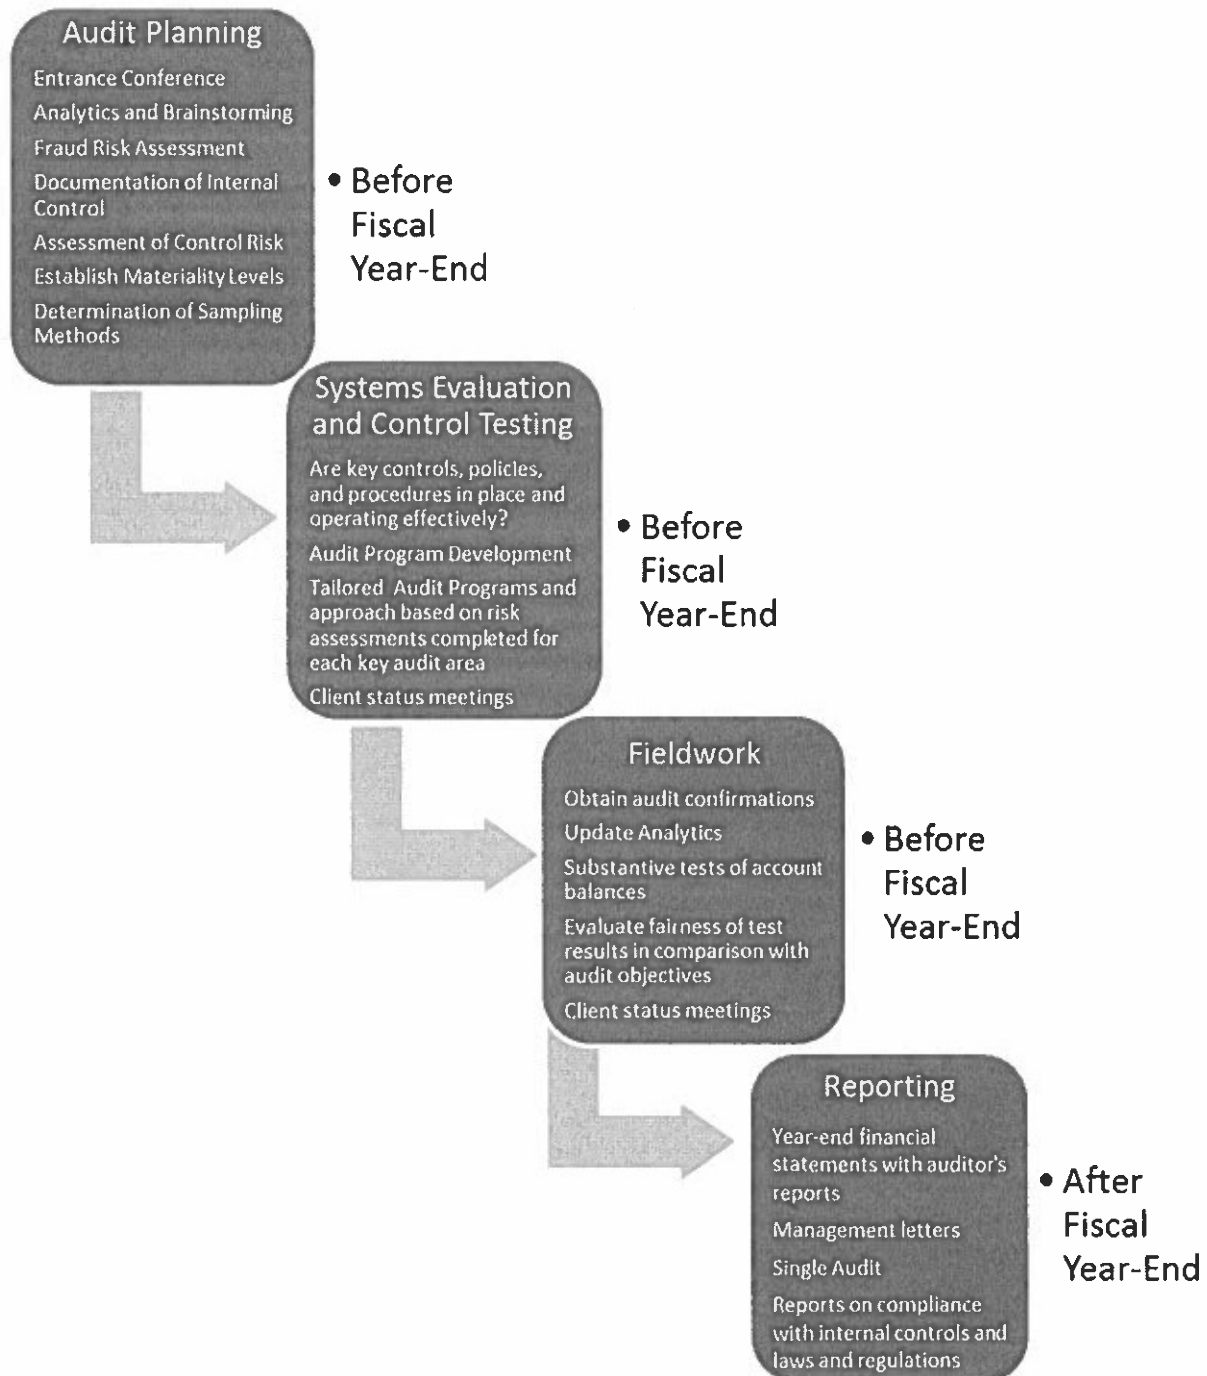 Audit Planning
Entrance Conference
Analytics and Brainstorming
Fraud Risk Assessment
Documentation of Internal
Control
Assessment of Control Risk
Establish Materiality Levels
Determination of Sampling
Methods
• Before
Fiscal
Year-End
Systems Evaluation
and Control Testing
Are key controls, policies,
and procedures in place and
operating effectively?
Audit Program Development
Tailored Audit Programs and
approach based on risk
assessments completed for
each key audit area
Client status meetings
• Before
Fiscal
Year-End
Fieldwork
Obtain audit confirmations
Update Analytics
Substantive tests of account
balances
Evaluate fairness of test
results in comparison with
audit objectives
Client status meetings
• Before
Fiscal
Year-End
Reporting
Year-end financial
statements with auditor's
reports
Management letters
Single Audit
Reports on compliance
with internal controls and
laws and regulations
• After
Fiscal
Year-End